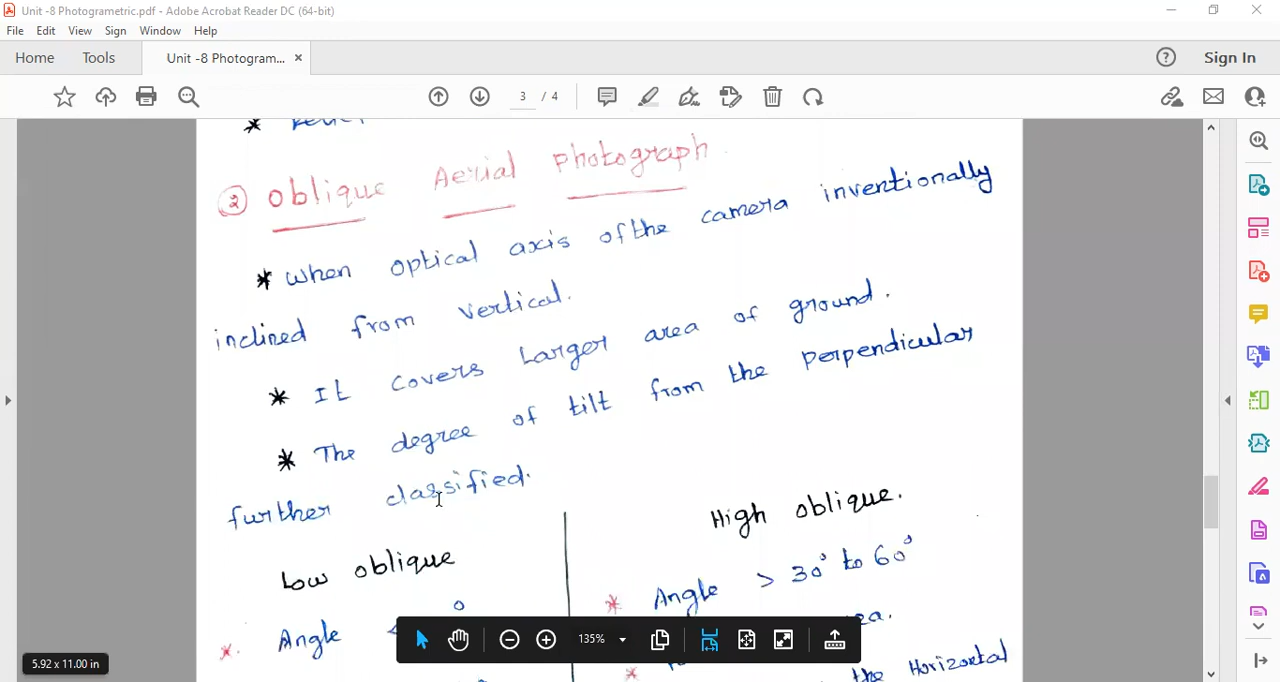 Unit -8 Photogrametric.pdf - Adobe Acrobat Reader DC (64-bit)
File Edit View Sign Window Help
Home Tools Unit -8 Photogram... × Sign In
3 / 4
② Oblique Aerial photograph
* When optical axis of the camera inventionally
inclined from vertical.
* It covers Larger area of ground.
* The degree of tilt from the perpendicular
further classified.
Low oblique
High oblique.
* Angle
* Angle > 30° to 60°
the Horizontal
135%
5.92 x 11.00 in